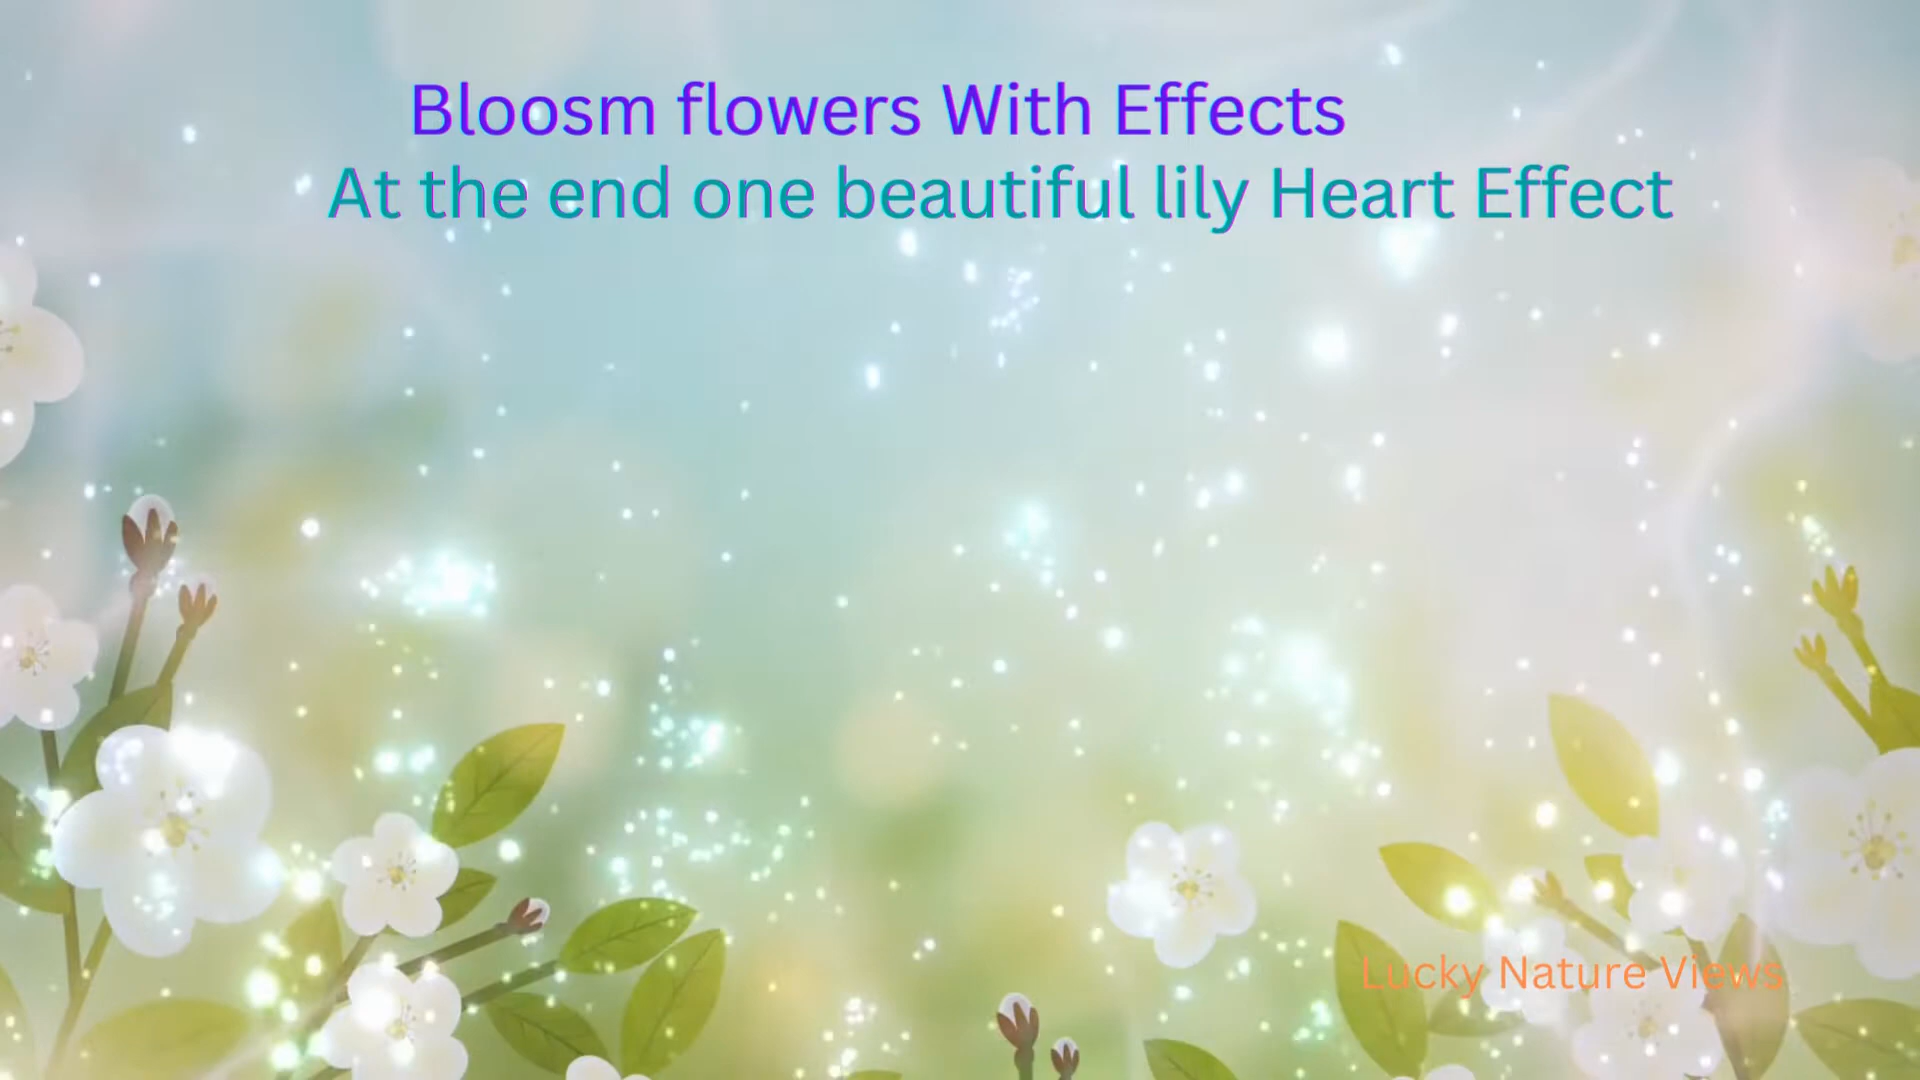 Bloosm flowers With Effects
At the end one beautiful lily Heart Effect
Lucky Nature Views